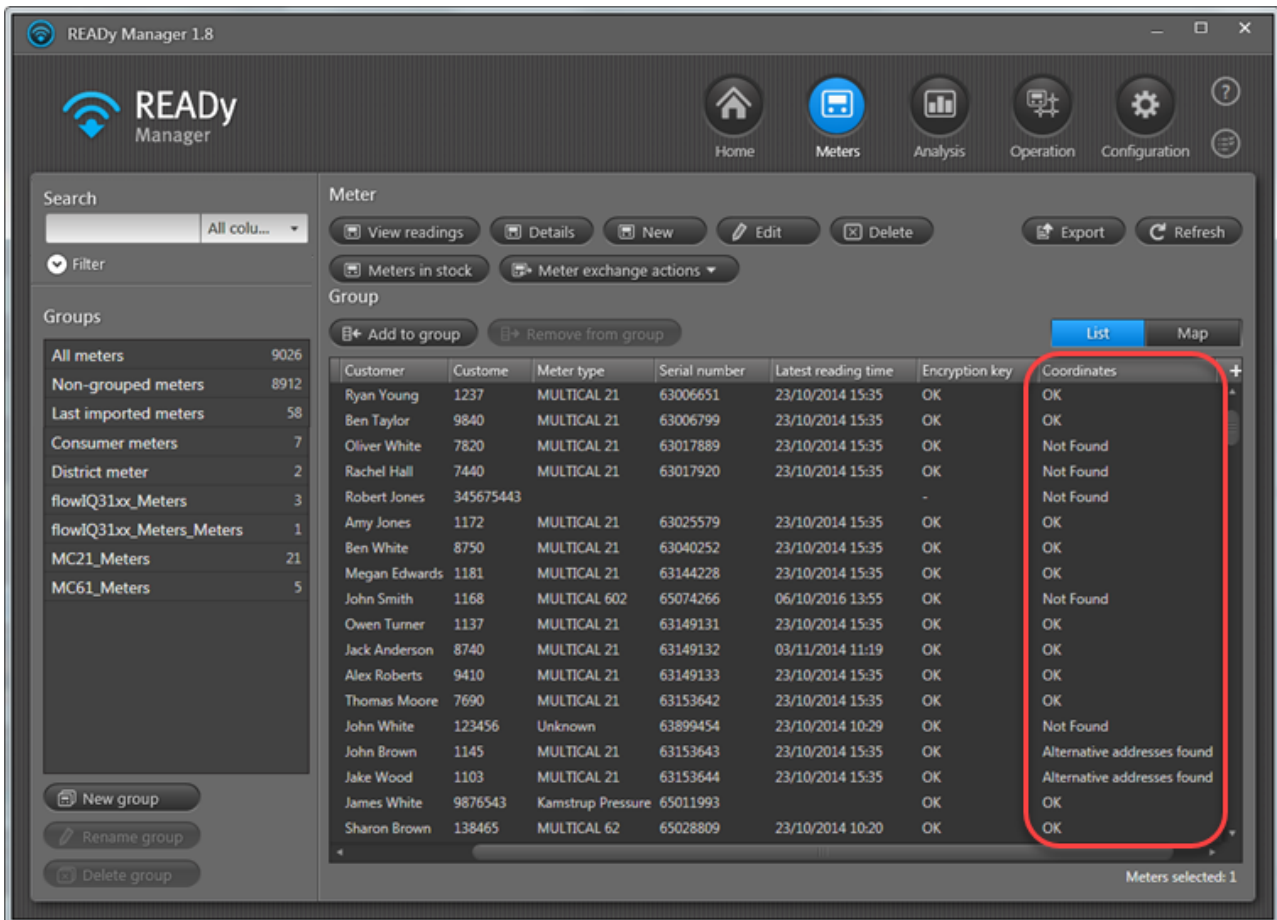 READy Manager 1.8
READy
Manager
Home Meters Analysis Operation Configuration
?
Search
All colu...
Filter
Groups
All meters 9026
Non-grouped meters 8912
Last imported meters 58
Consumer meters 7
District meter 2
flowIQ31xx_Meters 3
flowIQ31xx_Meters_Meters 1
MC21_Meters 21
MC61_Meters 5
New group
Rename group
Delete group
Meter
View readings Details New Edit Delete Export Refresh
Meters in stock Meter exchange actions
Group
Add to group Remove from group List Map
Customer Custome Meter type Serial number Latest reading time Encryption key Coordinates +
Ryan Young 1237 MULTICAL 21 63006651 23/10/2014 15:35 OK OK
Ben Taylor 9840 MULTICAL 21 63006799 23/10/2014 15:35 OK OK
Oliver White 7820 MULTICAL 21 63017889 23/10/2014 15:35 OK Not Found
Rachel Hall 7440 MULTICAL 21 63017920 23/10/2014 15:35 OK Not Found
Robert Jones 345675443 - Not Found
Amy Jones 1172 MULTICAL 21 63025579 23/10/2014 15:35 OK OK
Ben White 8750 MULTICAL 21 63040252 23/10/2014 15:35 OK OK
Megan Edwards 1181 MULTICAL 21 63144228 23/10/2014 15:35 OK OK
John Smith 1168 MULTICAL 602 65074266 06/10/2016 13:55 OK Not Found
Owen Turner 1137 MULTICAL 21 63149131 23/10/2014 15:35 OK OK
Jack Anderson 8740 MULTICAL 21 63149132 03/11/2014 11:19 OK OK
Alex Roberts 9410 MULTICAL 21 63149133 23/10/2014 15:35 OK OK
Thomas Moore 7690 MULTICAL 21 63153642 23/10/2014 15:35 OK OK
John White 123456 Unknown 63899454 23/10/2014 10:29 OK Not Found
John Brown 1145 MULTICAL 21 63153643 23/10/2014 15:35 OK Alternative addresses found
Jake Wood 1103 MULTICAL 21 63153644 23/10/2014 15:35 OK Alternative addresses found
James White 9876543 Kamstrup Pressure 65011993 OK OK
Sharon Brown 138465 MULTICAL 62 65028809 23/10/2014 10:20 OK OK
Meters selected: 1